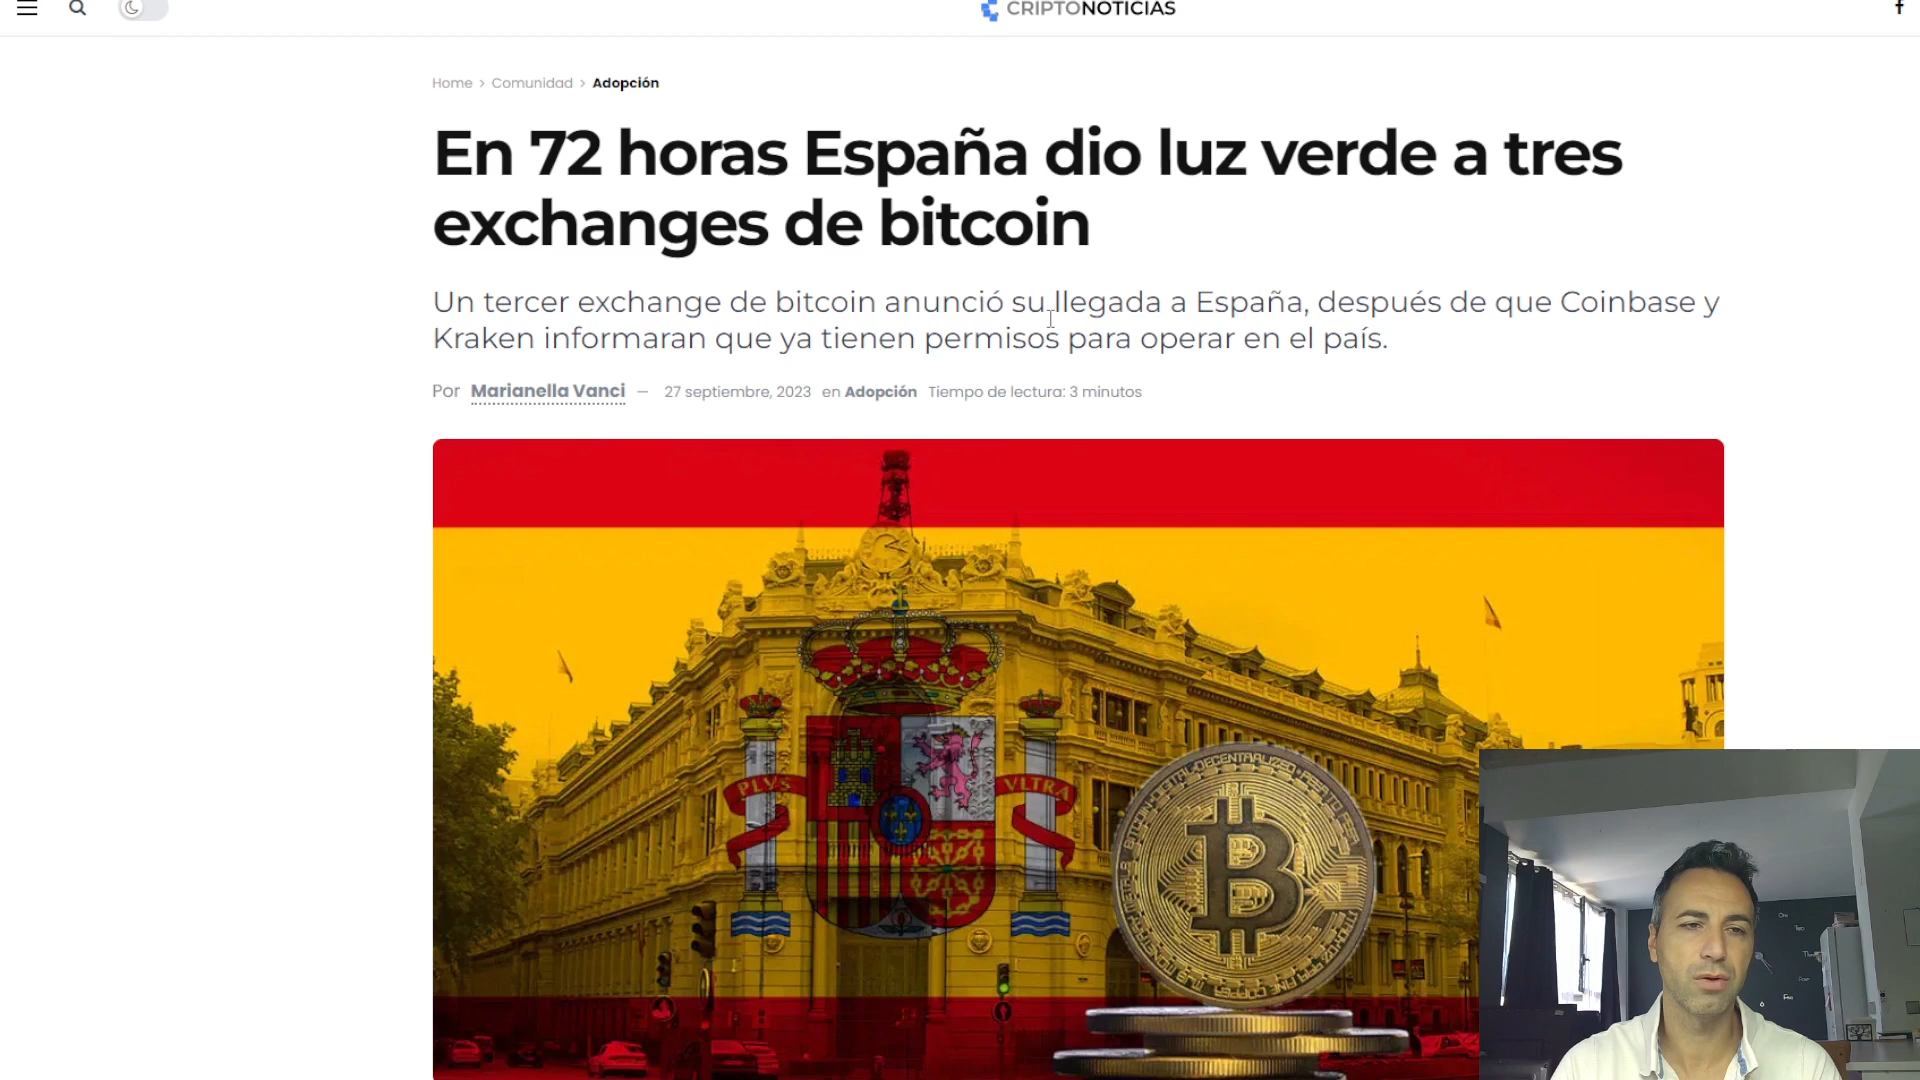 CRIPTONOTICIAS
Home > Comunidad > Adopción
En 72 horas España dio luz verde a tres
exchanges de bitcoin
Un tercer exchange de bitcoin anunció su llegada a España, después de que Coinbase y
Kraken informaran que ya tienen permisos para operar en el país.
Por Marianella Vanci — 27 septiembre, 2023 en Adopción Tiempo de lectura: 3 minutos
PLVS
VLTRA
DECENTRALIZED